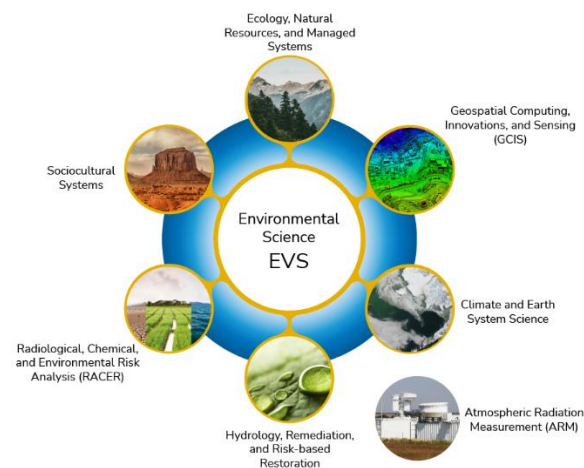 Ecology, Natural
Resources, and Managed
Systems
Geospatial Computing,
Innovations, and Sensing
(GCIS)
Sociocultural
Systems
Environmental
Science
EVS
Climate and Earth
System Science
Radiological, Chemical,
and Environmental Risk
Analysis (RACER)
Hydrology, Remediation,
and Risk-based
Restoration
Atmospheric Radiation
Measurement (ARM)